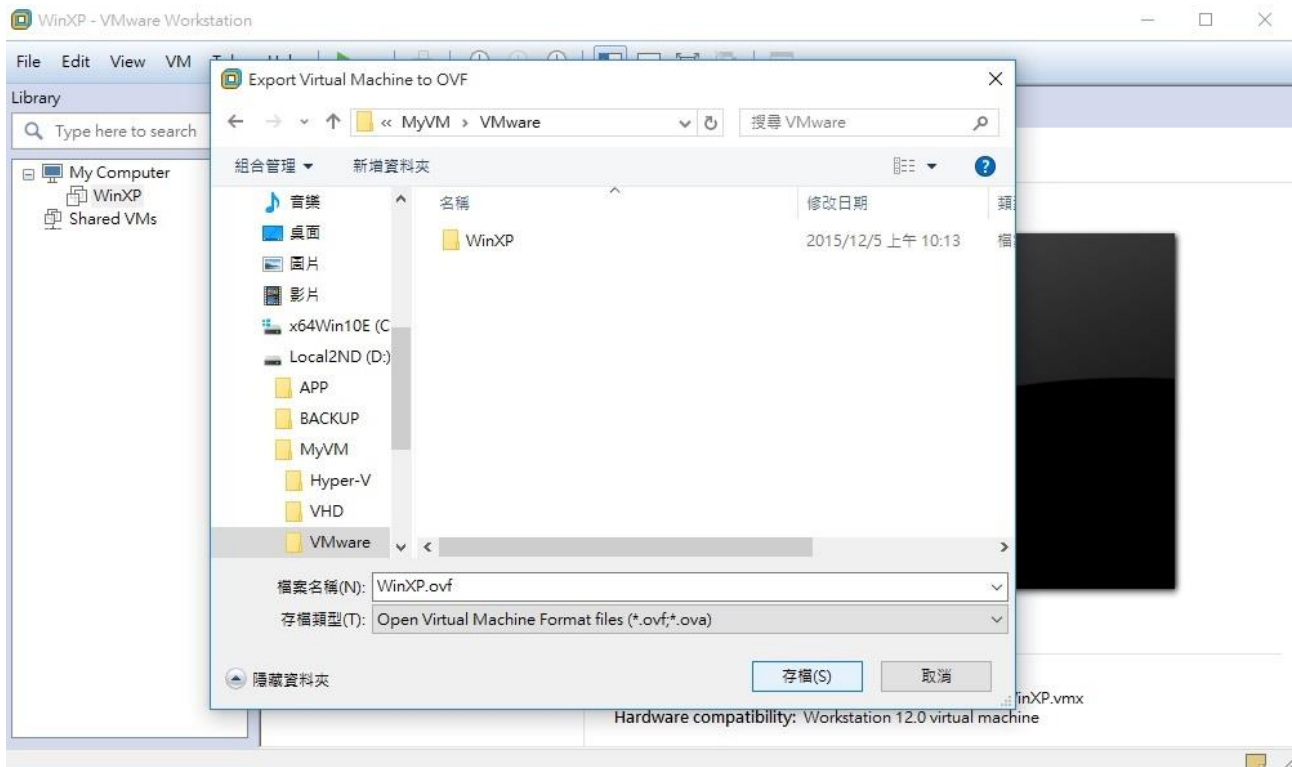 WinXP - VMware Workstation
File Edit View VM
Export Virtual Machine to OVF
Library
Type here to search
« MyVM › VMware
搜尋 VMware
組合管理 新增資料夾
My Computer
WinXP
Shared VMs
音樂
桌面
圖片
影片
x64Win10E (C
Local2ND (D:)
APP
BACKUP
MyVM
Hyper-V
VHD
VMware
名稱 修改日期
WinXP 2015/12/5 上午 10:13
檔案名稱(N): WinXP.ovf
存檔類型(T): Open Virtual Machine Format files (*.ovf;*.ova)
隱藏資料夾
存檔(S) 取消
inXP.vmx
Hardware compatibility: Workstation 12.0 virtual machine